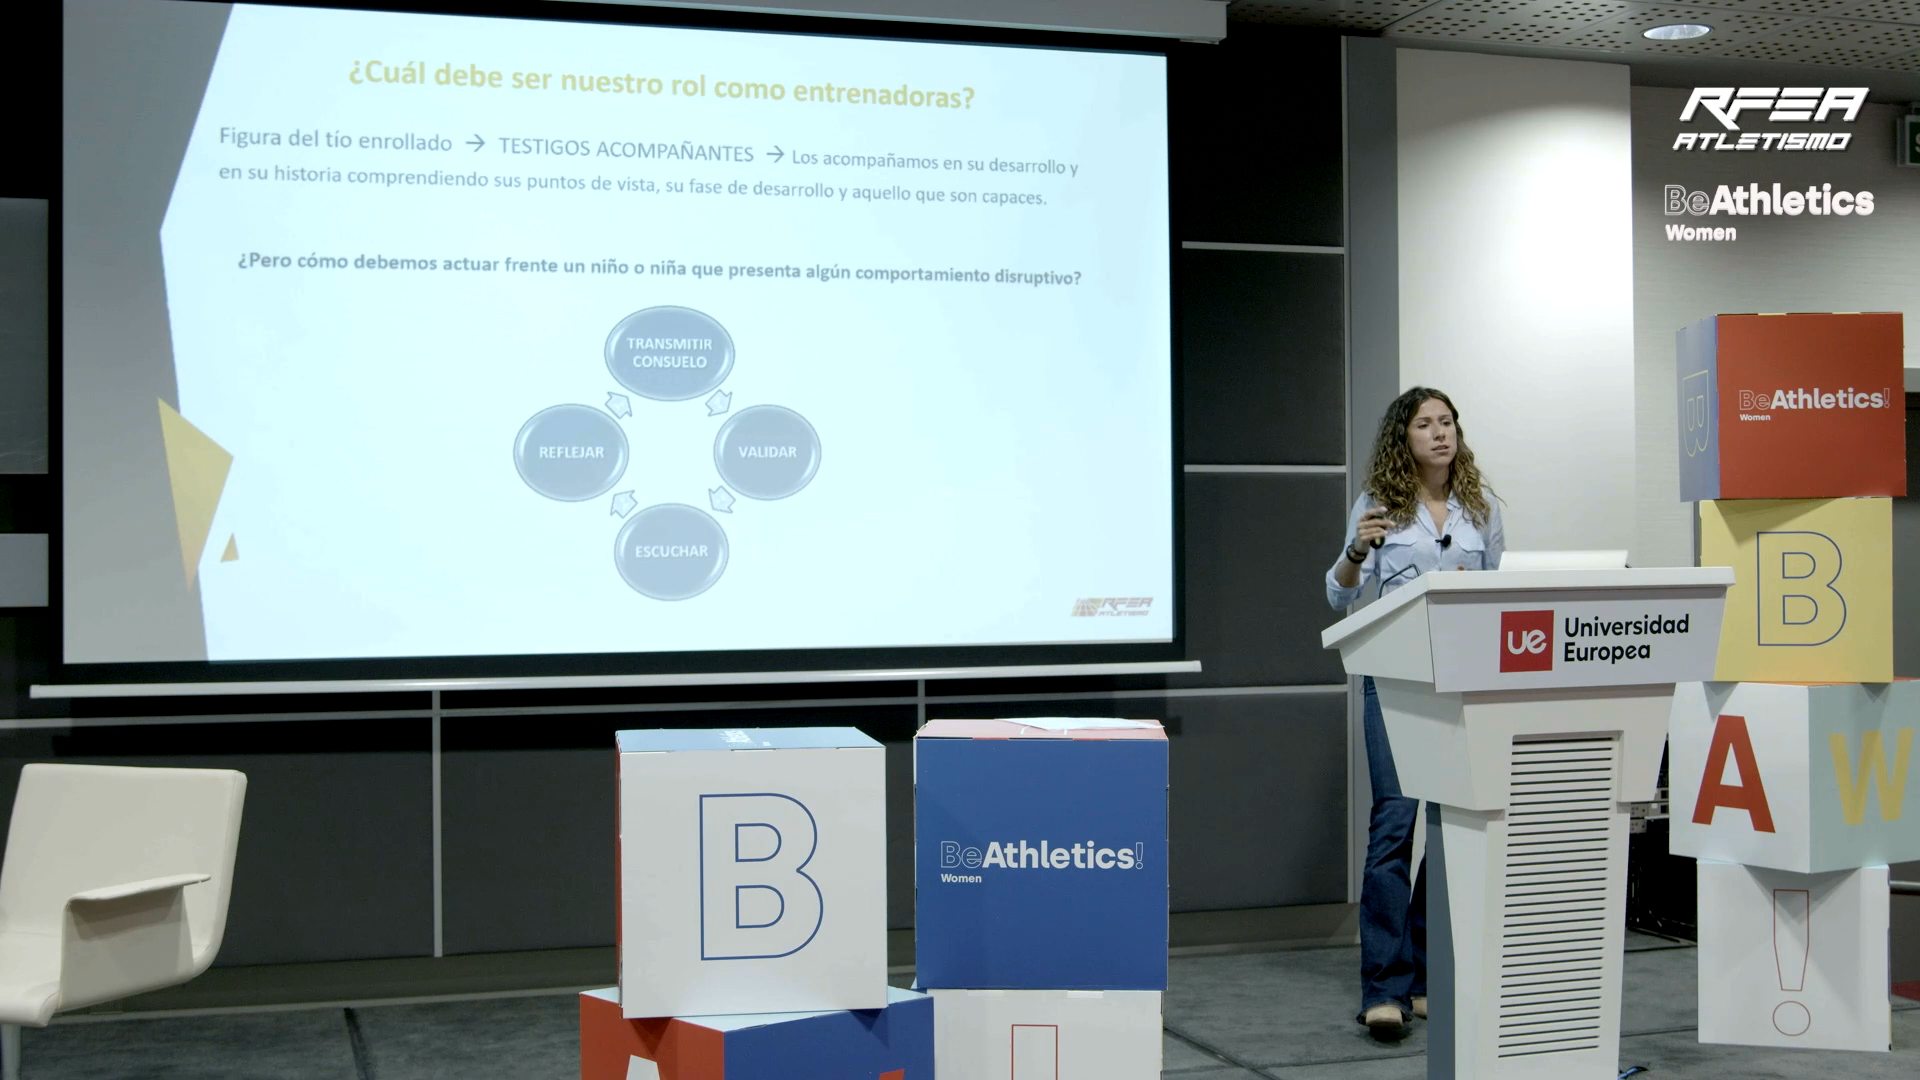 ¿Cuál debe ser nuestro rol como entrenadoras?
Figura del tío enrollado → TESTIGOS ACOMPAÑANTES → Los acompañamos en su desarrollo y
en su historia comprendiendo sus puntos de vista, su fase de desarrollo y aquello que son capaces.
¿Pero cómo debemos actuar frente un niño o niña que presenta algún comportamiento disruptivo?
TRANSMITIR
CONSUELO
REFLEJAR
VALIDAR
ESCUCHAR
RFEA
ATLETISMO
RFEA
ATLETISMO
BeAthletics
Women
B
BeAthletics!
Women
B
ue Universidad
Europea
A
W
!
B
BeAthletics!
Women
A